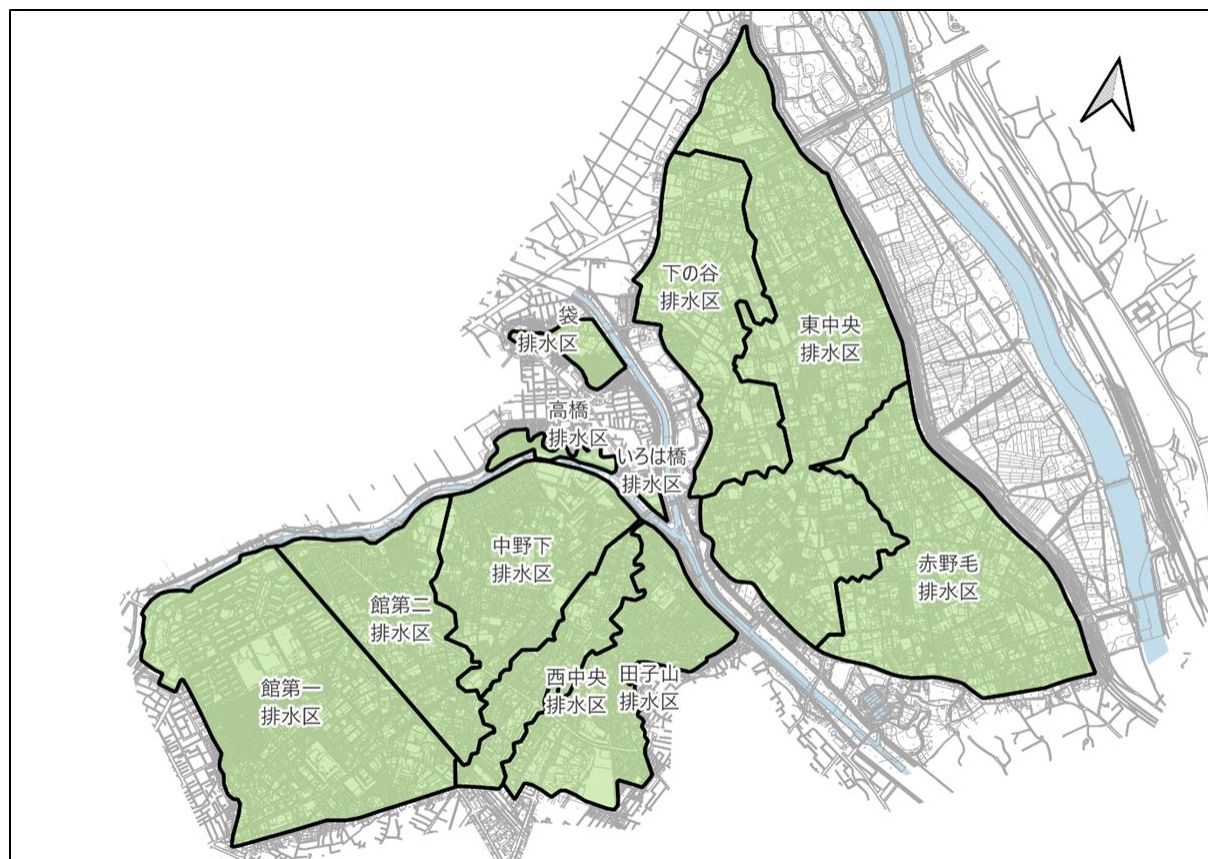 下の谷
排水区
東中央
排水区
袋
排水区
高橋
排水区
いろは橋
排水区
中野下
排水区
赤野毛
排水区
館第二
排水区
西中央
排水区
田子山
排水区
館第一
排水区